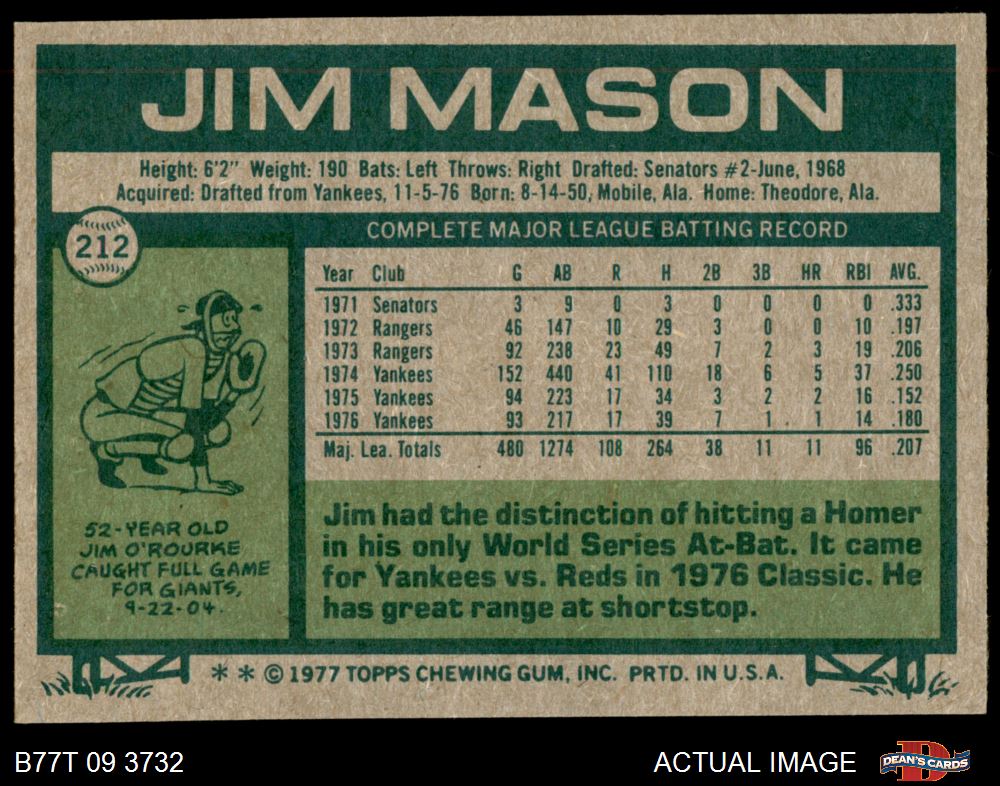 JIM MASON
Height: 6'2" Weight: 190 Bats: Left Throws: Right Drafted: Senators #2-June, 1968
Acquired: Drafted from Yankees, 11-5-76 Born: 8-14-50, Mobile, Ala. Home: Theodore, Ala.
212
COMPLETE MAJOR LEAGUE BATTING RECORD
Year Club G AB R H 2B 3B HR RBI AVG.
1971 Senators 3 9 0 3 0 0 0 0 .333
1972 Rangers 46 147 10 29 3 0 0 10 .197
1973 Rangers 92 238 23 49 7 2 3 19 .206
1974 Yankees 152 440 41 110 18 6 5 37 .250
1975 Yankees 94 223 17 34 3 2 2 16 .152
1976 Yankees 93 217 17 39 7 1 1 14 .180
Maj. Lea. Totals 480 1274 108 264 38 11 11 96 .207
52-YEAR OLD
JIM O'ROURKE
CAUGHT FULL GAME
FOR GIANTS,
9-22-04.
Jim had the distinction of hitting a Homer
in his only World Series At-Bat. It came
for Yankees vs. Reds in 1976 Classic. He
has great range at shortstop.
* * © 1977 TOPPS CHEWING GUM, INC. PRTD. IN U.S.A.
B77T 09 3732
ACTUAL IMAGE
DEAN'S CARDS